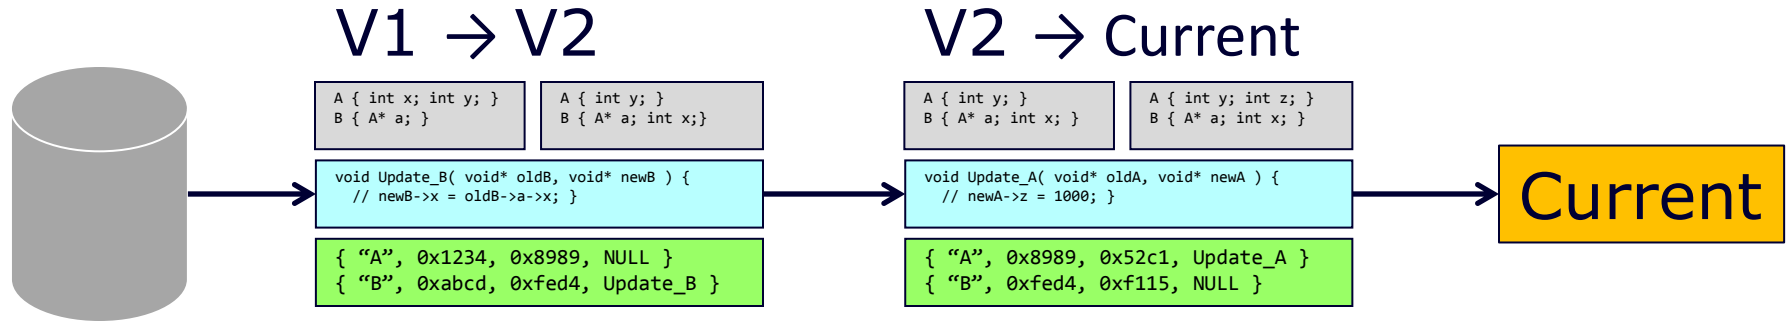 V1 → V2
A { int x; int y; }
B { A* a; }
A { int y; }
B { A* a; int x;}
void Update_B( void* oldB, void* newB ) {
// newB->x = oldB->a->x; }
{ “A”, 0x1234, 0x8989, NULL }
{ “B”, 0xabcd, 0xfed4, Update_B }
V2 → Current
A { int y; }
B { A* a; int x; }
A { int y; int z; }
B { A* a; int x; }
void Update_A( void* oldA, void* newA ) {
// newA->z = 1000; }
{ “A”, 0x8989, 0x52c1, Update_A }
{ “B”, 0xfed4, 0xf115, NULL }
Current